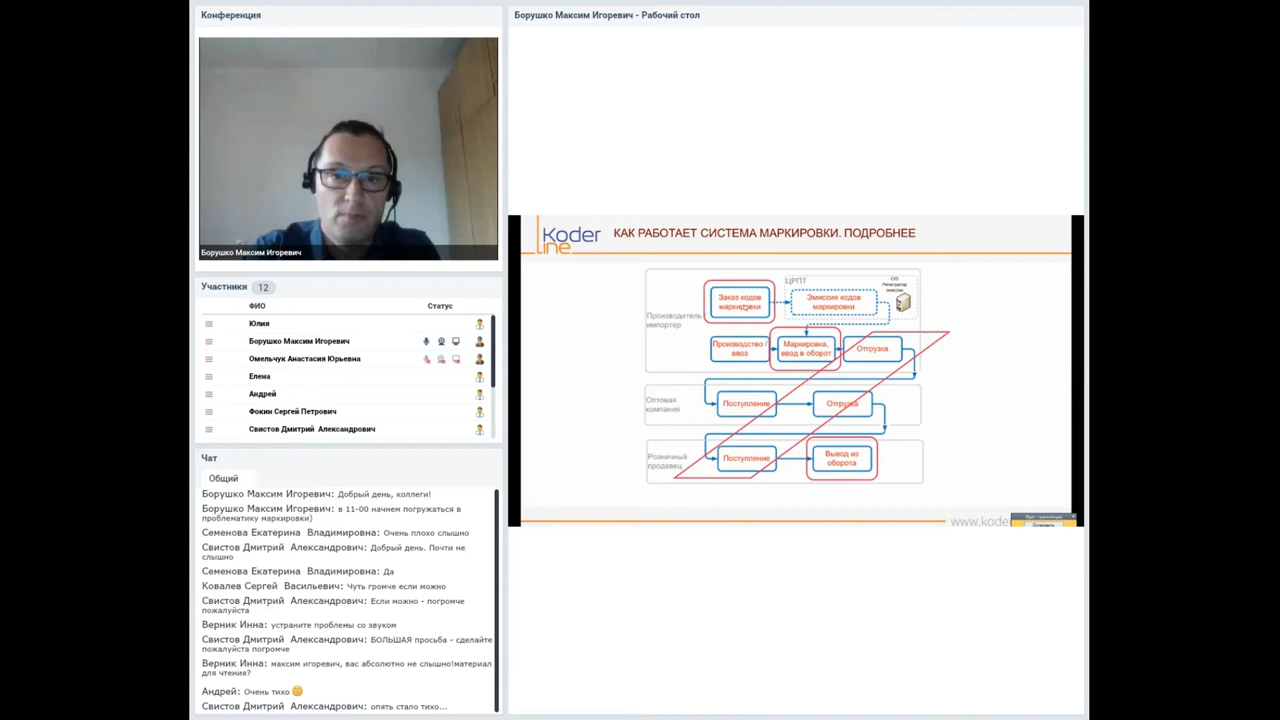 Конференция
Борушко Максим Игоревич
Участники 12
ФИО Статус
Юлия
Борушко Максим Игоревич
Омельчук Анастасия Юрьевна
Елена
Андрей
Фокин Сергей Петрович
Свистов Дмитрий Александрович
Чат
Общий
Борушко Максим Игоревич: Добрый день, коллеги!
Борушко Максим Игоревич: в 11-00 начнем погружаться в
проблематику маркировки)
Семенова Екатерина Владимировна: Очень плохо слышно
Свистов Дмитрий Александрович: Добрый день. Почти не
слышно
Семенова Екатерина Владимировна: Да
Ковалев Сергей Васильевич: Чуть громче если можно
Свистов Дмитрий Александрович: Если можно - погромче
пожалуйста
Верник Инна: устраните проблемы со звуком
Свистов Дмитрий Александрович: БОЛЬШАЯ просьба - сделайте
пожалуйста погромче
Верник Инна: максим игоревич, вас абсолютно не слышно!материал
для чтения?
Андрей: Очень тихо
Свистов Дмитрий Александрович: опять стало тихо...
Борушко Максим Игоревич - Рабочий стол
Koder
line
КАК РАБОТАЕТ СИСТЕМА МАРКИРОВКИ. ПОДРОБНЕЕ
Производитель
импортер
Заказ кодов
маркировки
ЦРПТ
Эмиссия кодов
маркировки
Регистратор
эмиссии
Производство /
ввоз
Маркировка,
ввод в оборот
Отгрузка
Оптовая
компания
Поступление
Отгрузка
Розничный
продавец
Поступление
Вывод из
оборота
www.kode